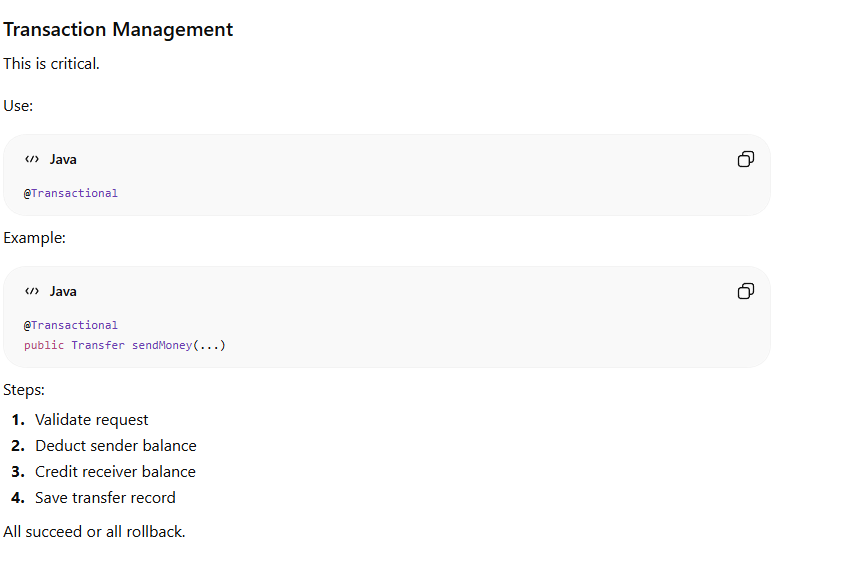 Transaction Management
This is critical.
Use:
</> Java
@Transactional
Example:
</> Java
@Transactional
public Transfer sendMoney(...)
Steps:
1. Validate request
2. Deduct sender balance
3. Credit receiver balance
4. Save transfer record
All succeed or all rollback.